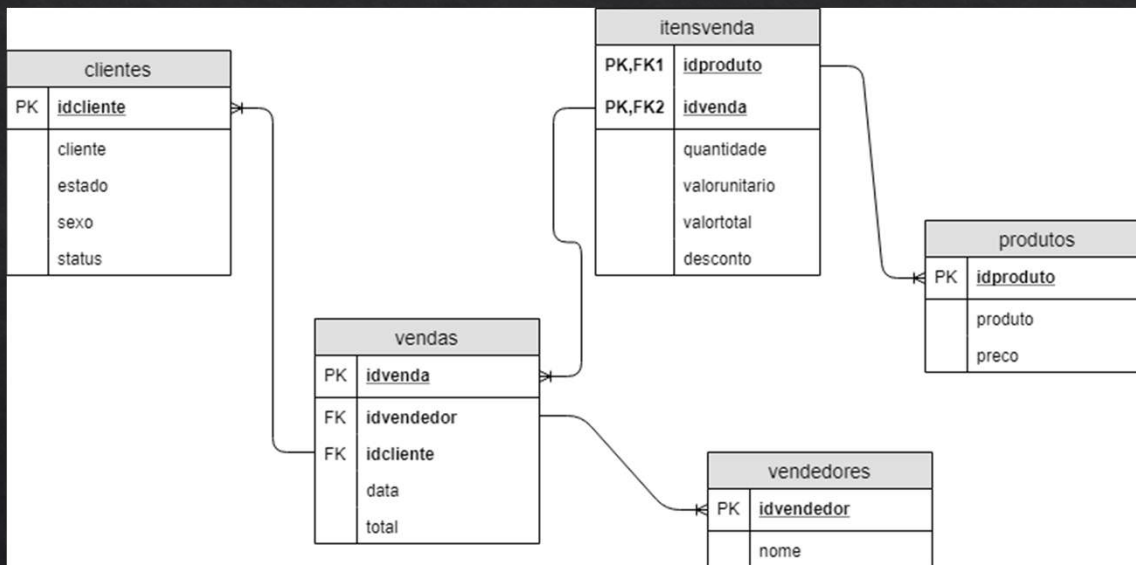 clientes
PK idcliente
cliente
estado
sexo
status
itensvenda
PK,FK1 idproduto
PK,FK2 idvenda
quantidade
valorunitario
valortotal
desconto
produtos
PK idproduto
produto
preco
vendas
PK idvenda
FK idvendedor
FK idcliente
data
total
vendedores
PK idvendedor
nome